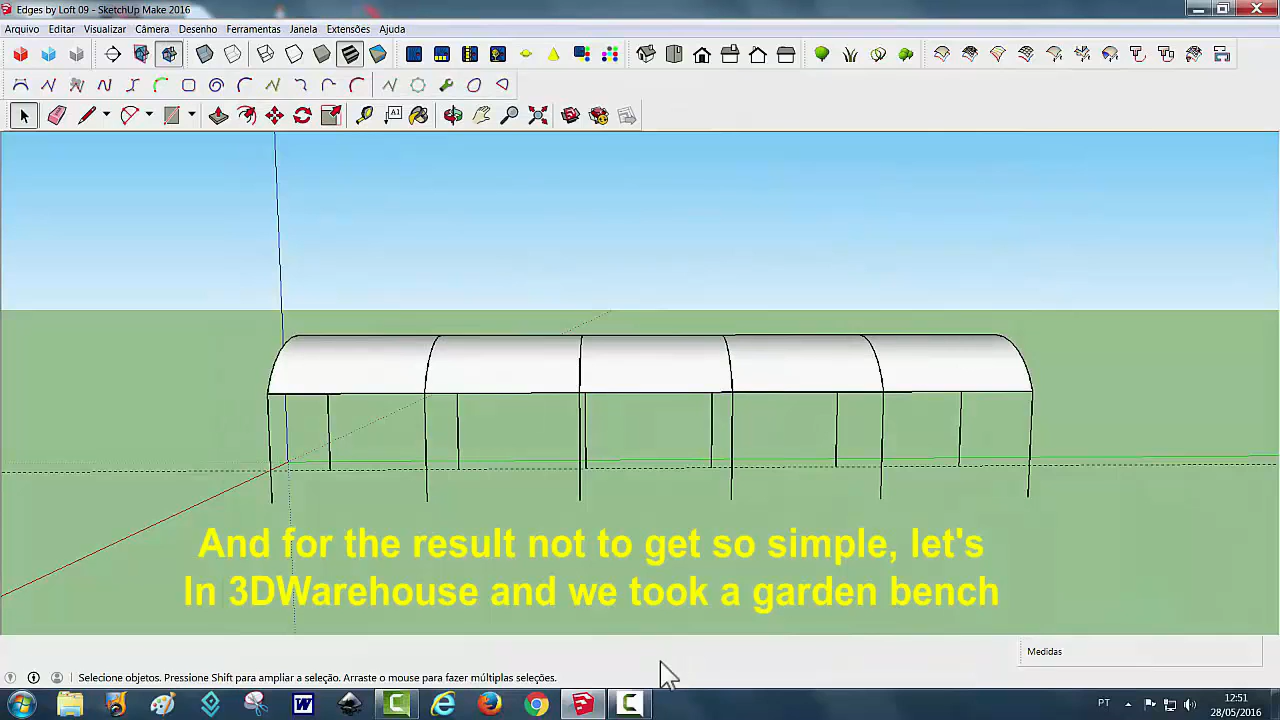 Edges by Loft 09 - SketchUp Make 2016
Arquivo Editar Visualizar Câmera Desenho Ferramentas Janela Extensões Ajuda
A1
And for the result not to get so simple, let's
In 3DWarehouse and we took a garden bench
Medidas
Selecione objetos. Pressione Shift para ampliar a seleção. Arraste o mouse para fazer múltiplas seleções.
PT
12:51
28/05/2016